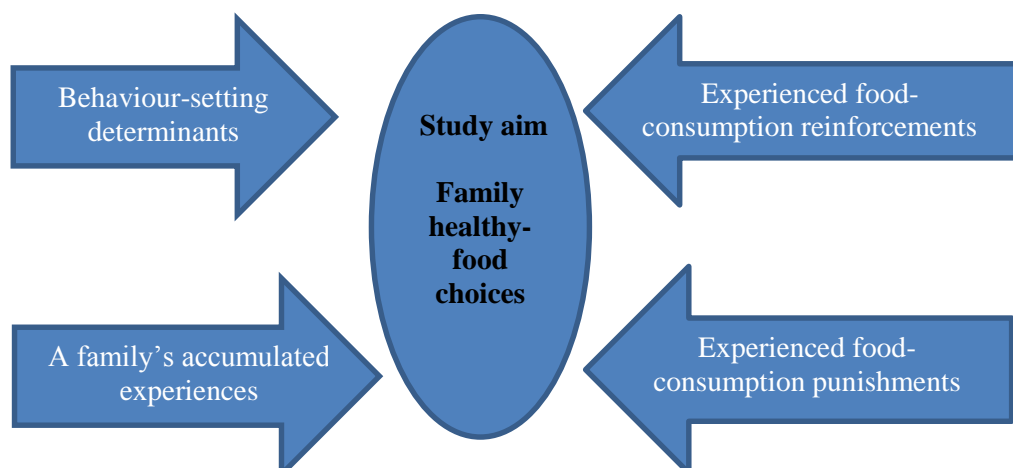 Behaviour-setting
determinants
Study aim
Family
healthy-
food
choices
Experienced food-
consumption reinforcements
A family’s accumulated
experiences
Experienced food-
consumption punishments